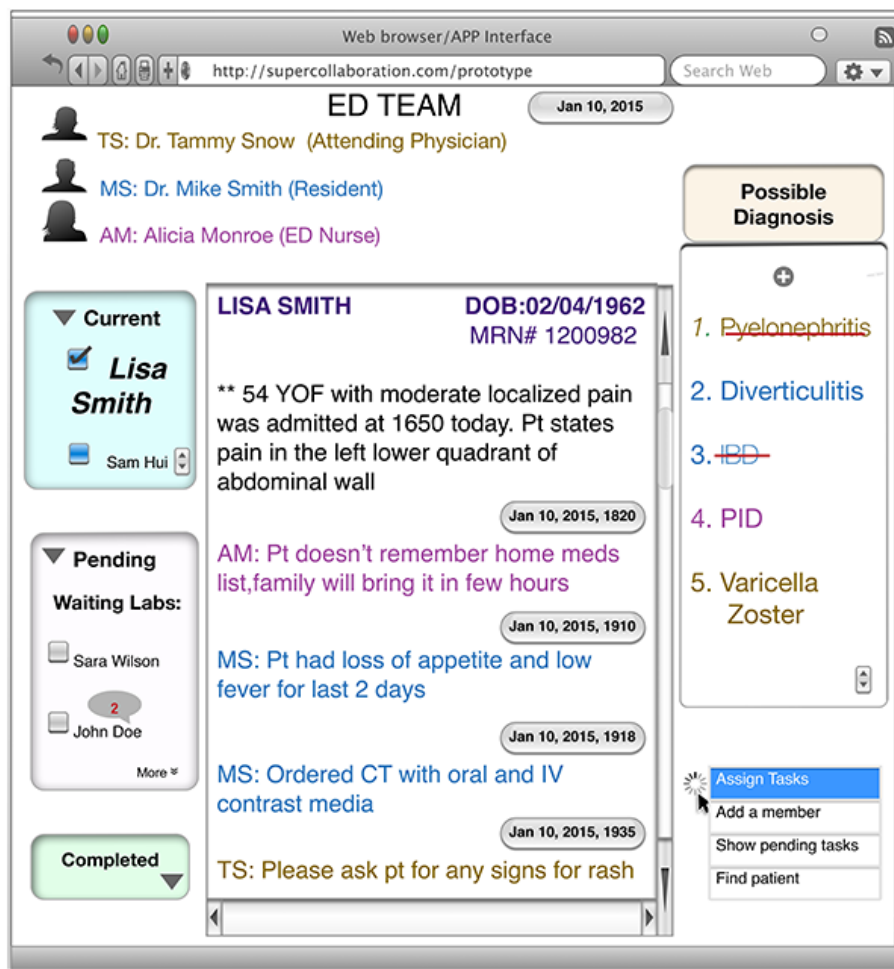 Web browser/APP Interface
http://supercollaboration.com/prototype
Search Web
ED TEAM
Jan 10, 2015
TS: Dr. Tammy Snow (Attending Physician)
MS: Dr. Mike Smith (Resident)
AM: Alicia Monroe (ED Nurse)
Current
Lisa
Smith
Sam Hui
Pending
Waiting Labs:
Sara Wilson
2
John Doe
More
Completed
LISA SMITH
DOB:02/04/1962
MRN# 1200982
** 54 YOF with moderate localized pain
was admitted at 1650 today. Pt states
pain in the left lower quadrant of
abdominal wall
Jan 10, 2015, 1820
AM: Pt doesn't remember home meds
list,family will bring it in few hours
Jan 10, 2015, 1910
MS: Pt had loss of appetite and low
fever for last 2 days
Jan 10, 2015, 1918
MS: Ordered CT with oral and IV
contrast media
Jan 10, 2015, 1935
TS: Please ask pt for any signs for rash
Possible
Diagnosis
1. Pyelonephritis
2. Diverticulitis
3. IBD
4. PID
5. Varicella
Zoster
Assign Tasks
Add a member
Show pending tasks
Find patient